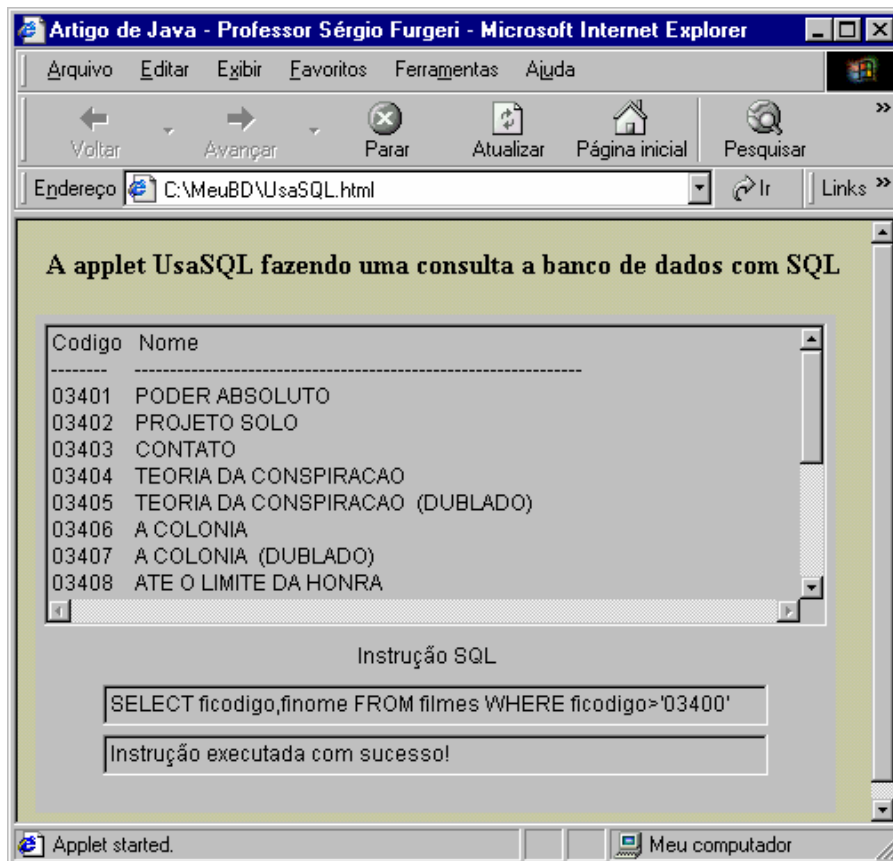 Artigo de Java - Professor Sérgio Furgeri - Microsoft Internet Explorer
Arquivo Editar Exibir Favoritos Ferramentas Ajuda
Voltar Avançar Parar Atualizar Página inicial Pesquisar »
Endereço C:\MeuBD\UsaSQL.html Ir Links »
A applet UsaSQL fazendo uma consulta a banco de dados com SQL
Codigo Nome
-------- ----------------------------------------------------------------
03401 PODER ABSOLUTO
03402 PROJETO SOLO
03403 CONTATO
03404 TEORIA DA CONSPIRACAO
03405 TEORIA DA CONSPIRACAO (DUBLADO)
03406 A COLONIA
03407 A COLONIA (DUBLADO)
03408 ATE O LIMITE DA HONRA
Instrução SQL
SELECT ficodigo,finome FROM filmes WHERE ficodigo>'03400'
Instrução executada com sucesso!
Applet started. Meu computador